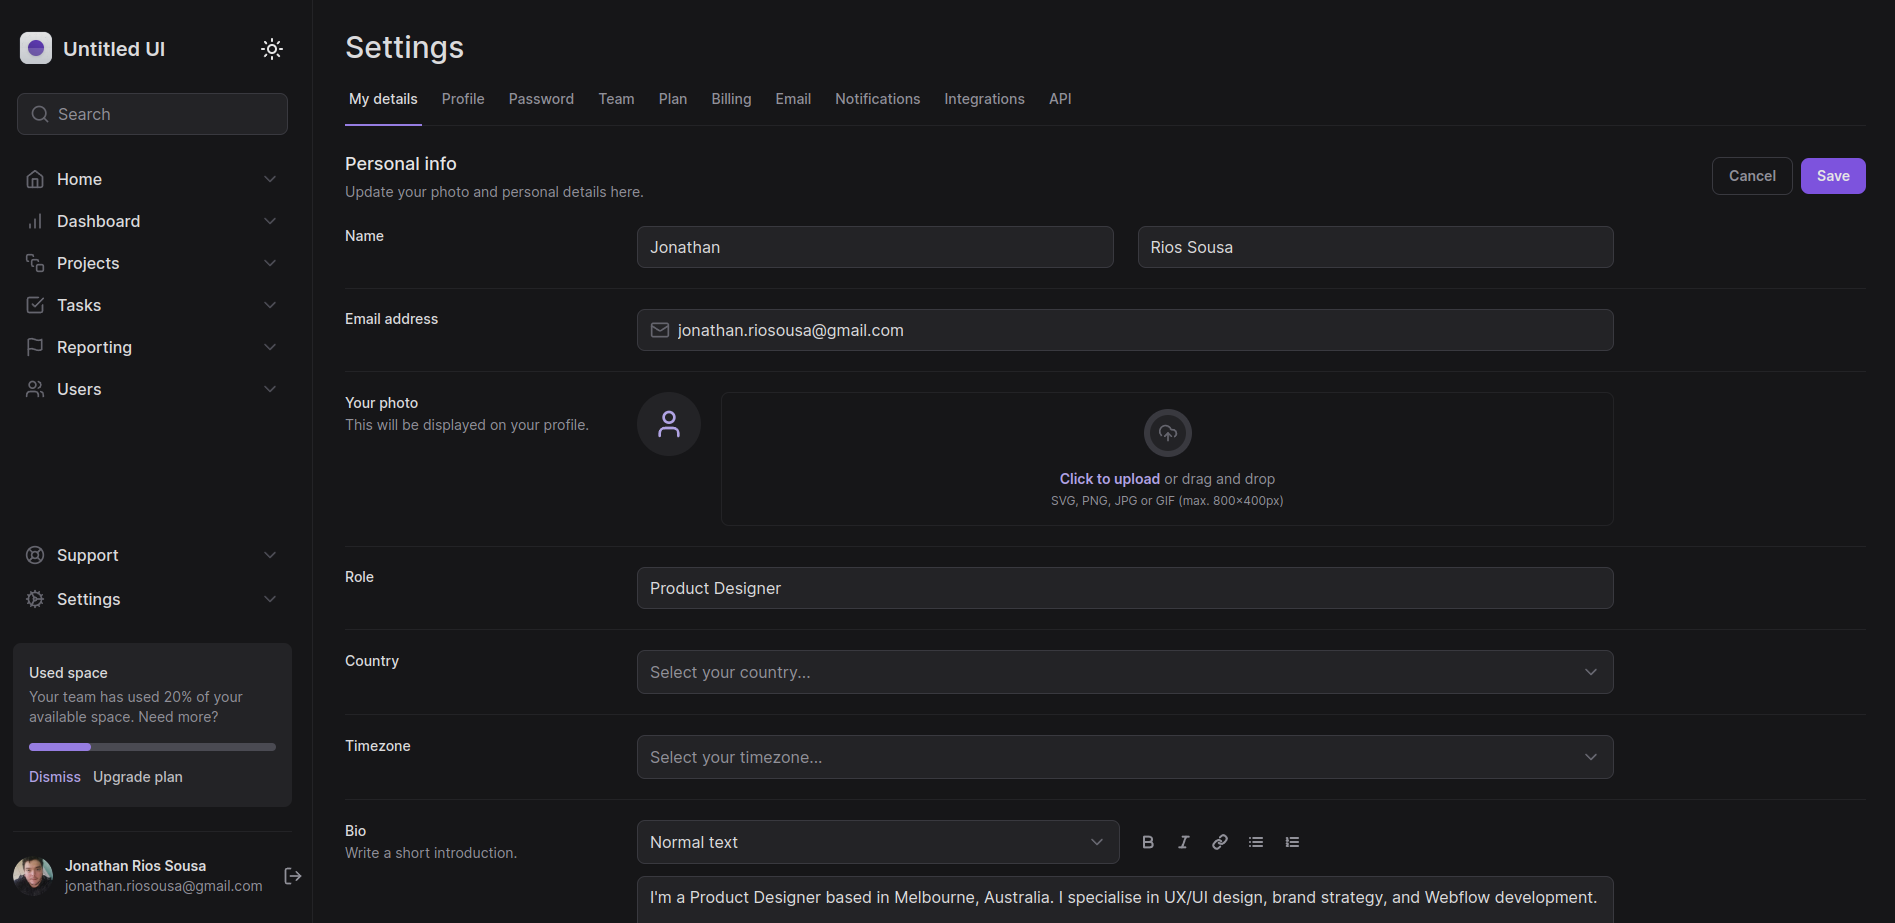 Untitled UI
Search
Home
Dashboard
Projects
Tasks
Reporting
Users
Support
Settings
Used space
Your team has used 20% of your
available space. Need more?
Dismiss Upgrade plan
Jonathan Rios Sousa
jonathan.riosousa@gmail.com
Settings
My details Profile Password Team Plan Billing Email Notifications Integrations API
Personal info
Update your photo and personal details here.
Cancel Save
Name
Jonathan Rios Sousa
Email address
jonathan.riosousa@gmail.com
Your photo
This will be displayed on your profile.
Click to upload or drag and drop
SVG, PNG, JPG or GIF (max. 800×400px)
Role
Product Designer
Country
Select your country...
Timezone
Select your timezone...
Bio
Write a short introduction.
Normal text
I'm a Product Designer based in Melbourne, Australia. I specialise in UX/UI design, brand strategy, and Webflow development.